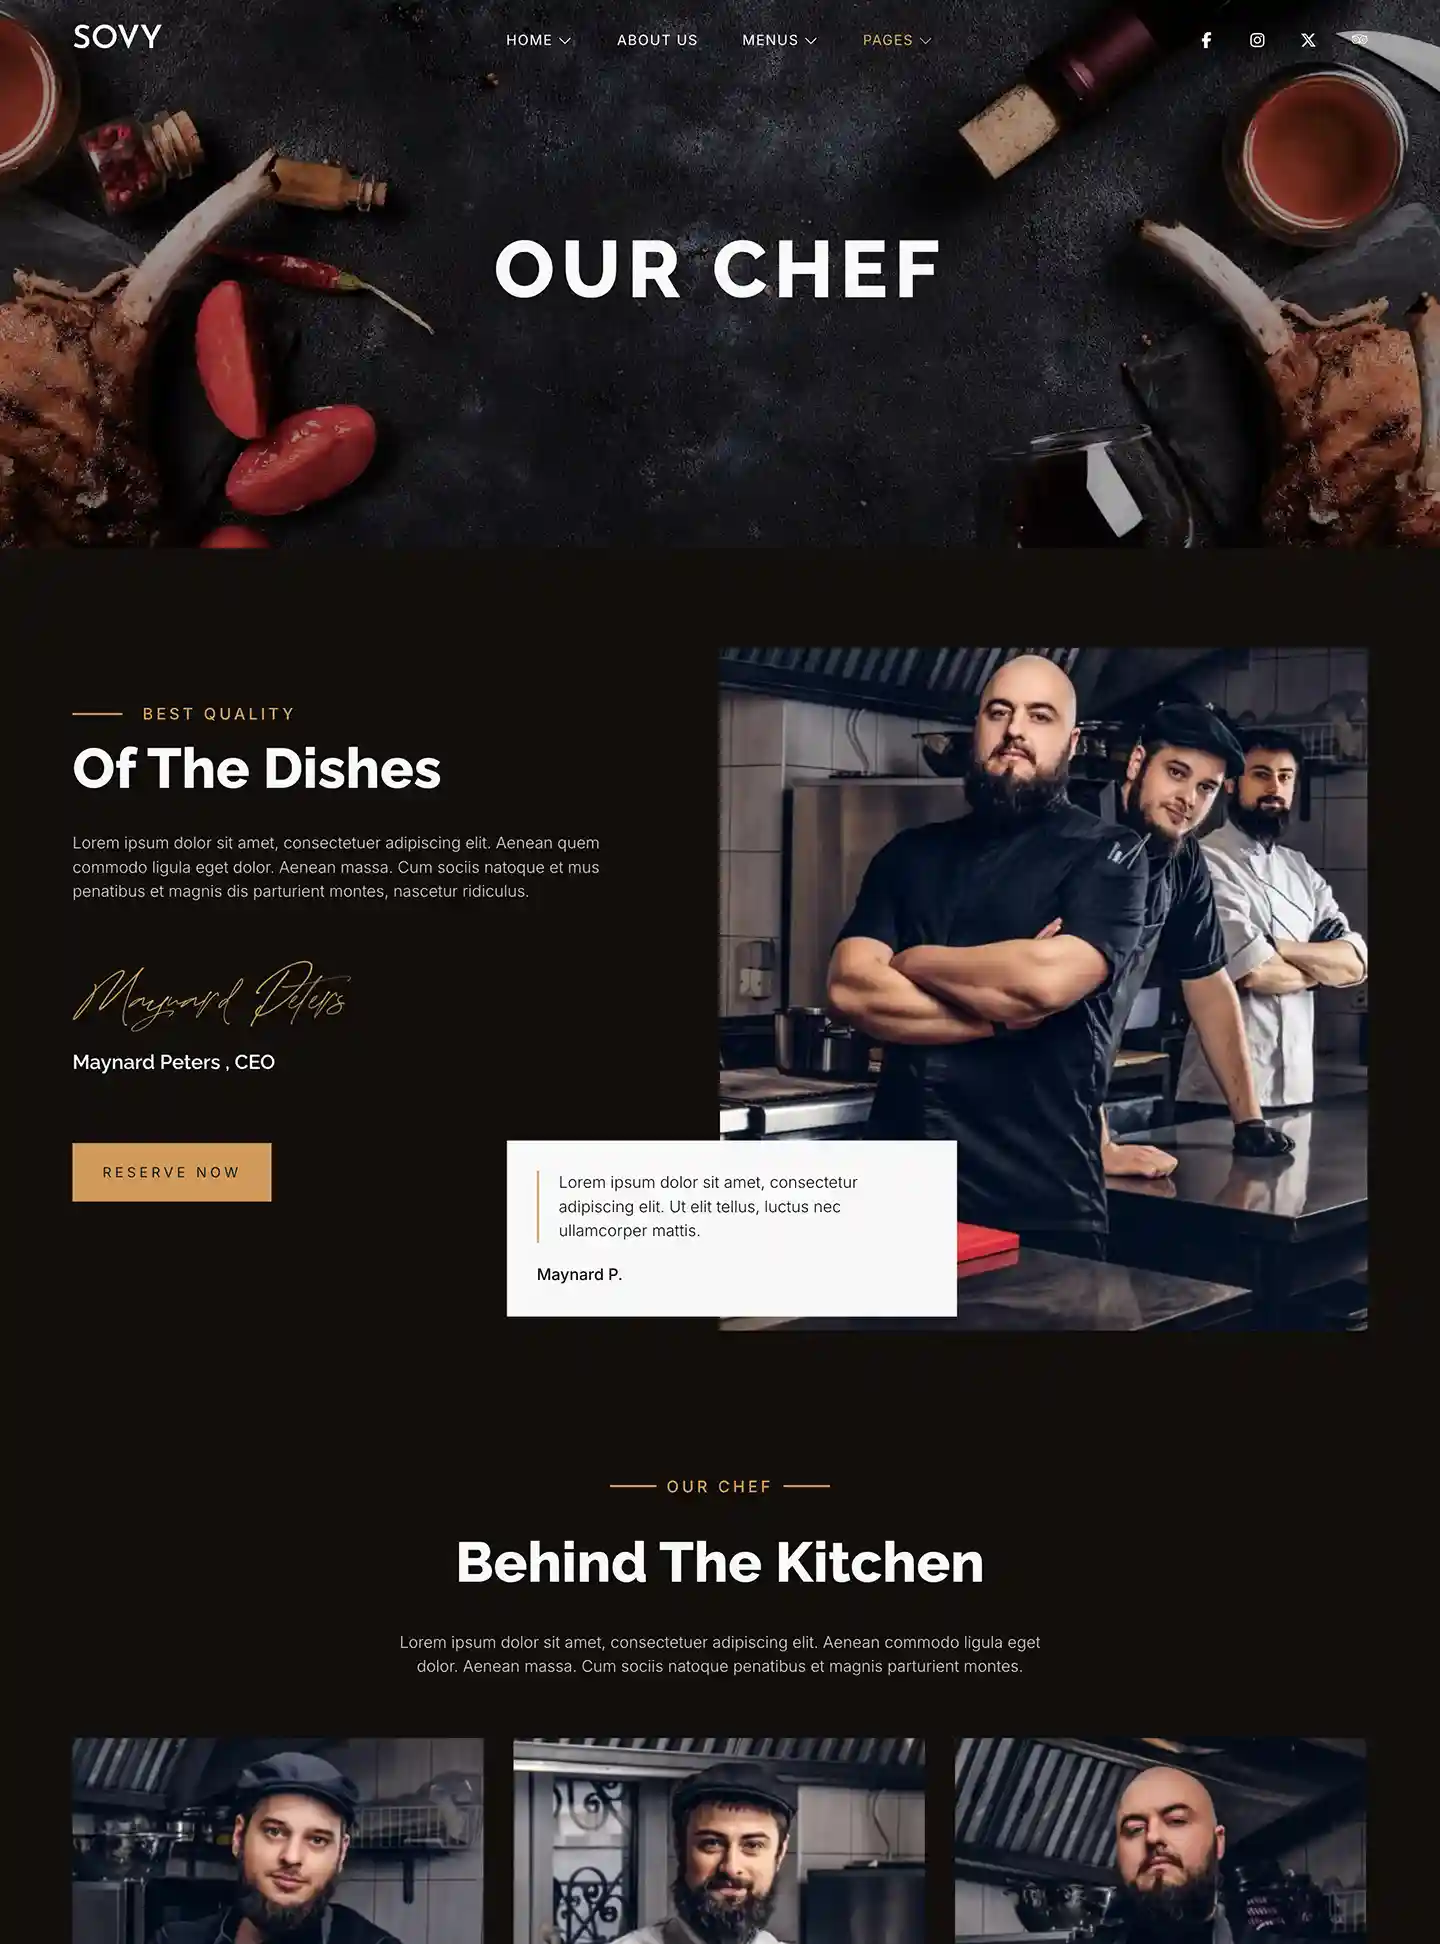 SOVY
HOME
ABOUT US
MENUS
PAGES
OUR CHEF
BEST QUALITY
Of The Dishes
Lorem ipsum dolor sit amet, consectetuer adipiscing elit. Aenean quem
commodo ligula eget dolor. Aenean massa. Cum sociis natoque et mus
penatibus et magnis dis parturient montes, nascetur ridiculus.
Maynard Peters
Maynard Peters , CEO
RESERVE NOW
Lorem ipsum dolor sit amet, consectetur
adipiscing elit. Ut elit tellus, luctus nec
ullamcorper mattis.
Maynard P.
OUR CHEF
Behind The Kitchen
Lorem ipsum dolor sit amet, consectetuer adipiscing elit. Aenean commodo ligula eget
dolor. Aenean massa. Cum sociis natoque penatibus et magnis parturient montes.